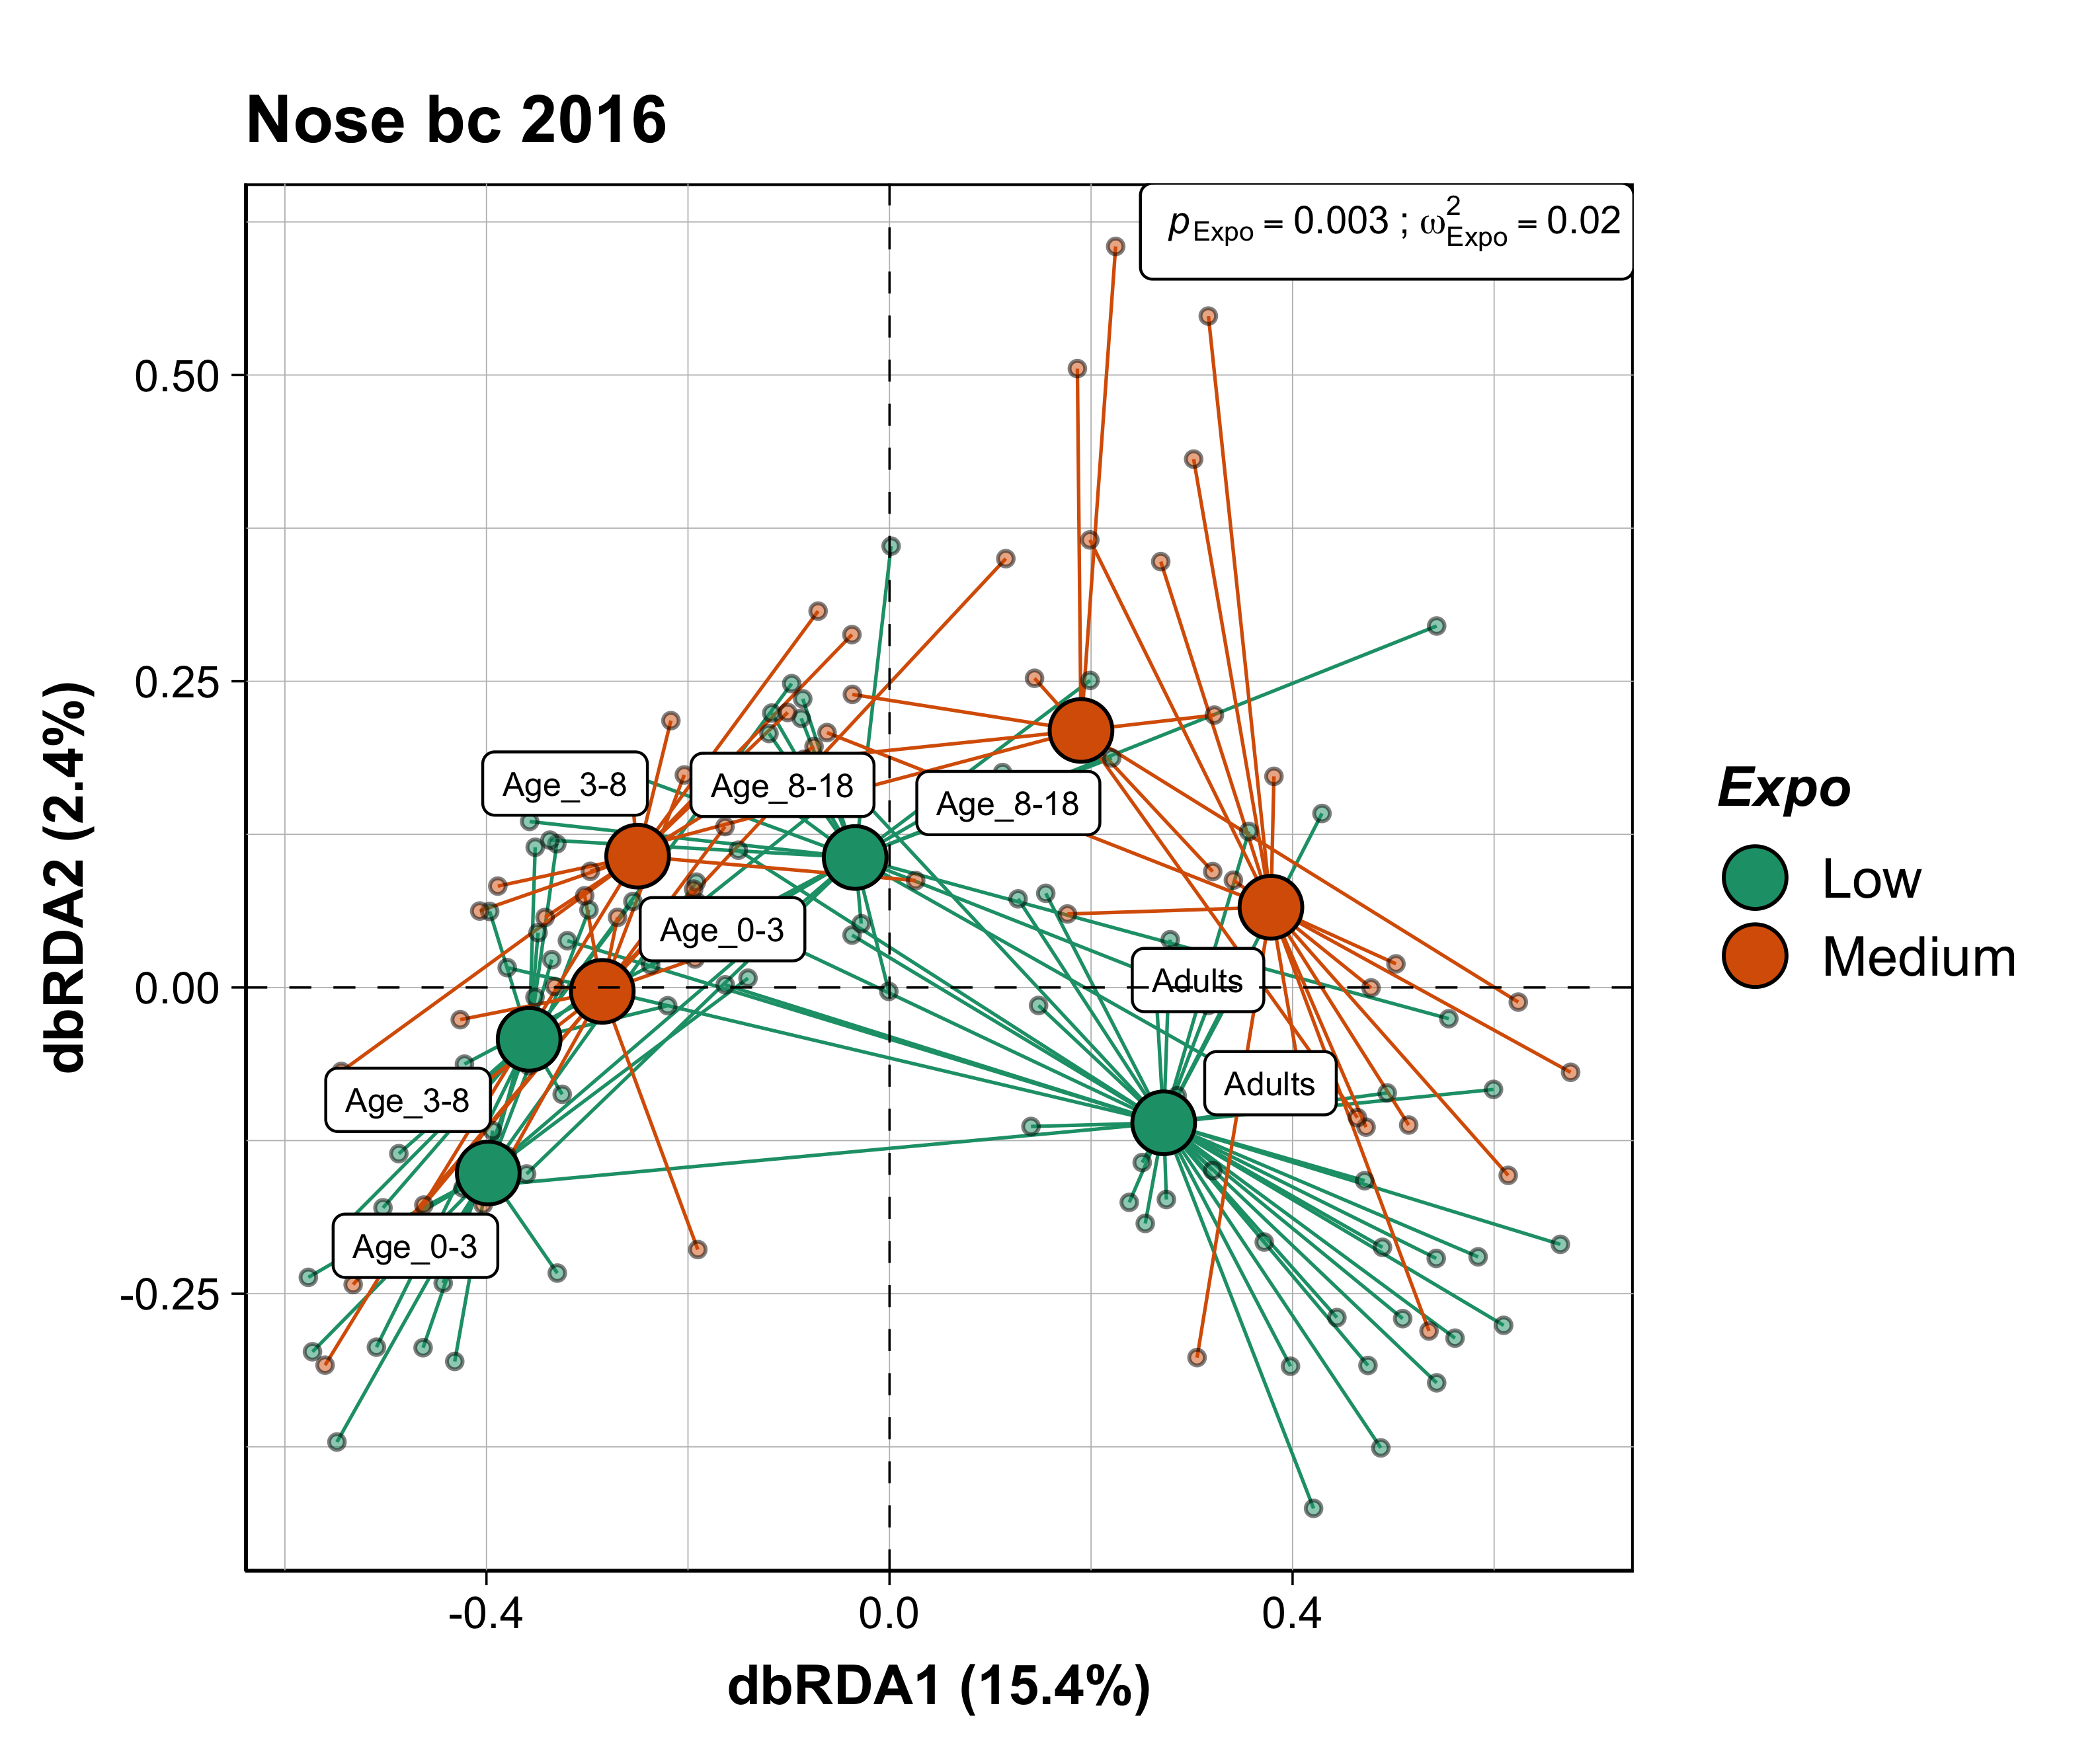 Nose bc 2016
pExpo = 0.003 ; ω²Expo = 0.02
0.50
0.25
0.00
-0.25
dbRDA2 (2.4%)
Age_3-8
Age_8-18
Age_8-18
Age_0-3
Adults
Adults
Age_3-8
Age_0-3
-0.4
0.0
0.4
dbRDA1 (15.4%)
Expo
Low
Medium